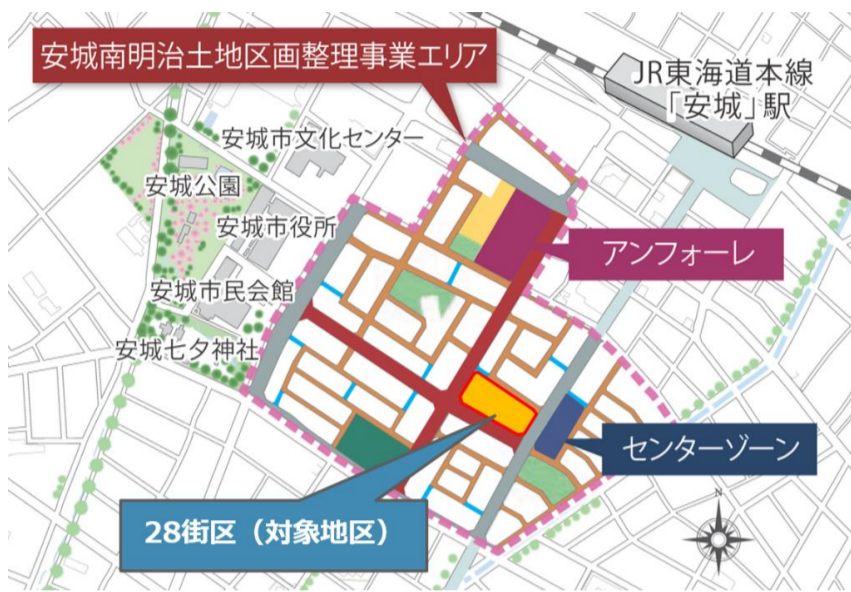 安城南明治土地区画整理事業エリア
JR東海道本線
「安城」駅
安城市文化センター
安城公園
安城市役所
アンフォーレ
安城市民会館
安城七夕神社
センターゾーン
28街区（対象地区）
N